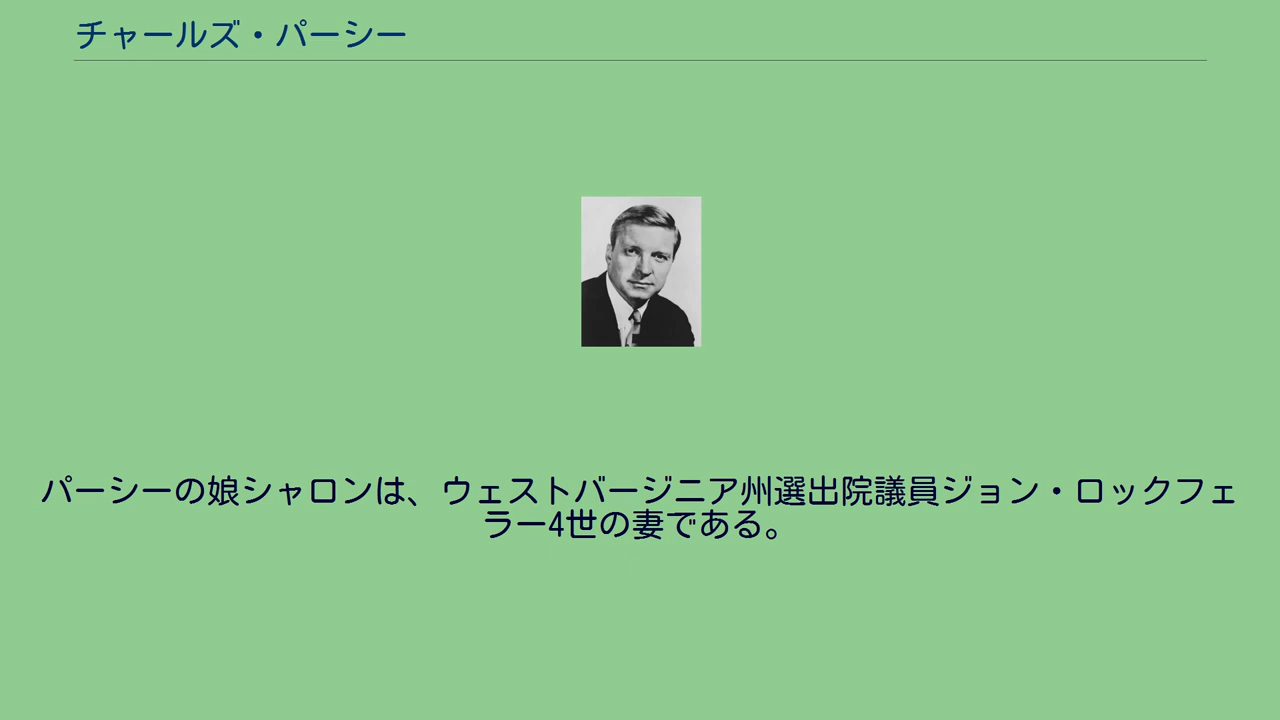 チャールズ・パーシー
パーシーの娘シャロンは、ウェストバージニア州選出院議員ジョン・ロックフェ
ラー4世の妻である。